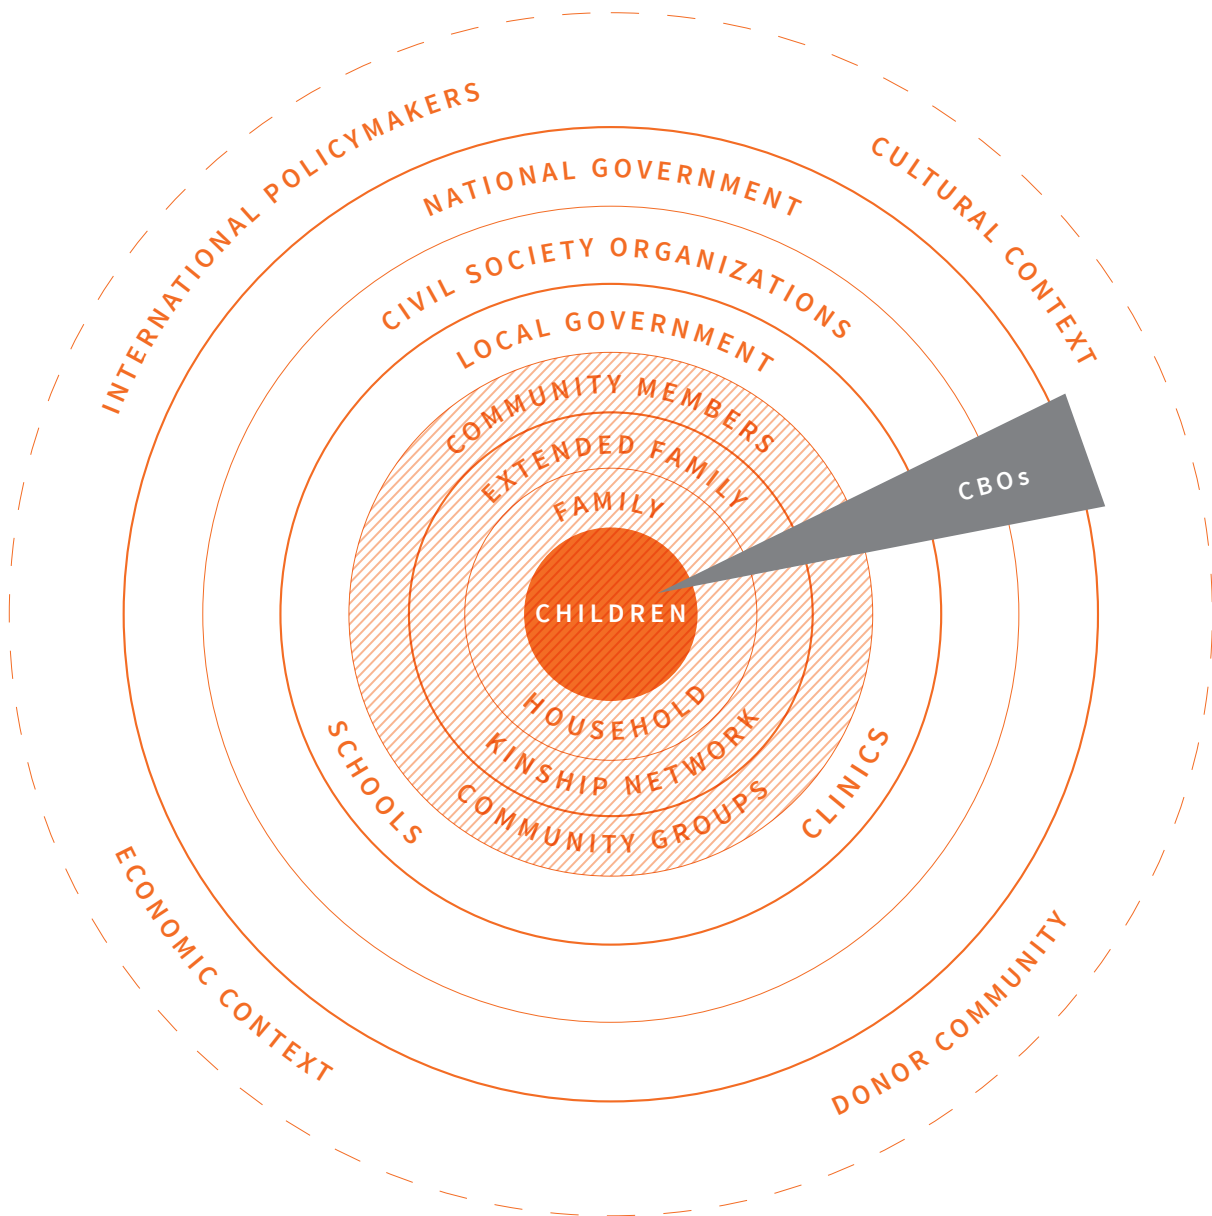 INTERNATIONAL POLICYMAKERS
CULTURAL CONTEXT
NATIONAL GOVERNMENT
CIVIL SOCIETY ORGANIZATIONS
LOCAL GOVERNMENT
COMMUNITY MEMBERS
EXTENDED FAMILY
FAMILY
CBOs
CHILDREN
HOUSEHOLD
KINSHIP NETWORK
COMMUNITY GROUPS
SCHOOLS
CLINICS
ECONOMIC CONTEXT
DONOR COMMUNITY